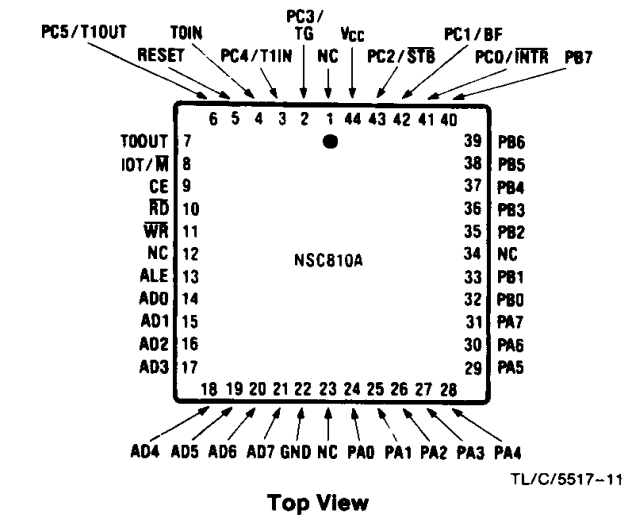 PC3/
PC5/T1OUT T0IN TG VCC PC1/BF
RESET PC4/T1IN NC PC2/S̅T̅B̅ PC0/I̅N̅T̅R̅ PB7
6 5 4 3 2 1 44 43 42 41 40
T0OUT 7 39 PB6
IOT/M̅ 8 38 PB5
CE 9 37 PB4
R̅D̅ 10 36 PB3
W̅R̅ 11 35 PB2
NC 12 34 NC
NSC810A
ALE 13 33 PB1
AD0 14 32 PB0
AD1 15 31 PA7
AD2 16 30 PA6
AD3 17 29 PA5
18 19 20 21 22 23 24 25 26 27 28
AD4 AD5 AD6 AD7 GND NC PA0 PA1 PA2 PA3 PA4
TL/C/5517–11
Top View